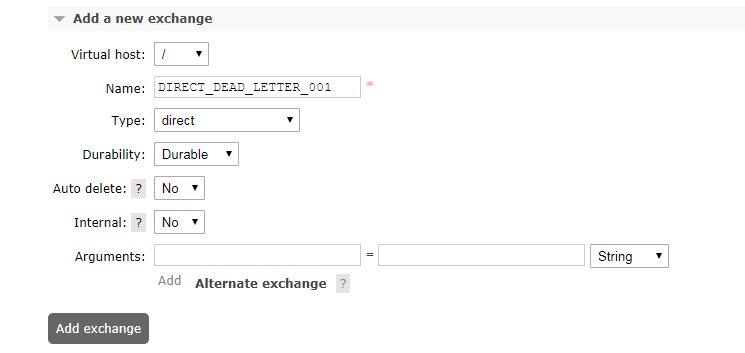 Add a new exchange
Virtual host: /
Name: DIRECT_DEAD_LETTER_001 *
Type: direct
Durability: Durable
Auto delete: ? No
Internal: ? No
Arguments: = String
Add Alternate exchange ?
Add exchange